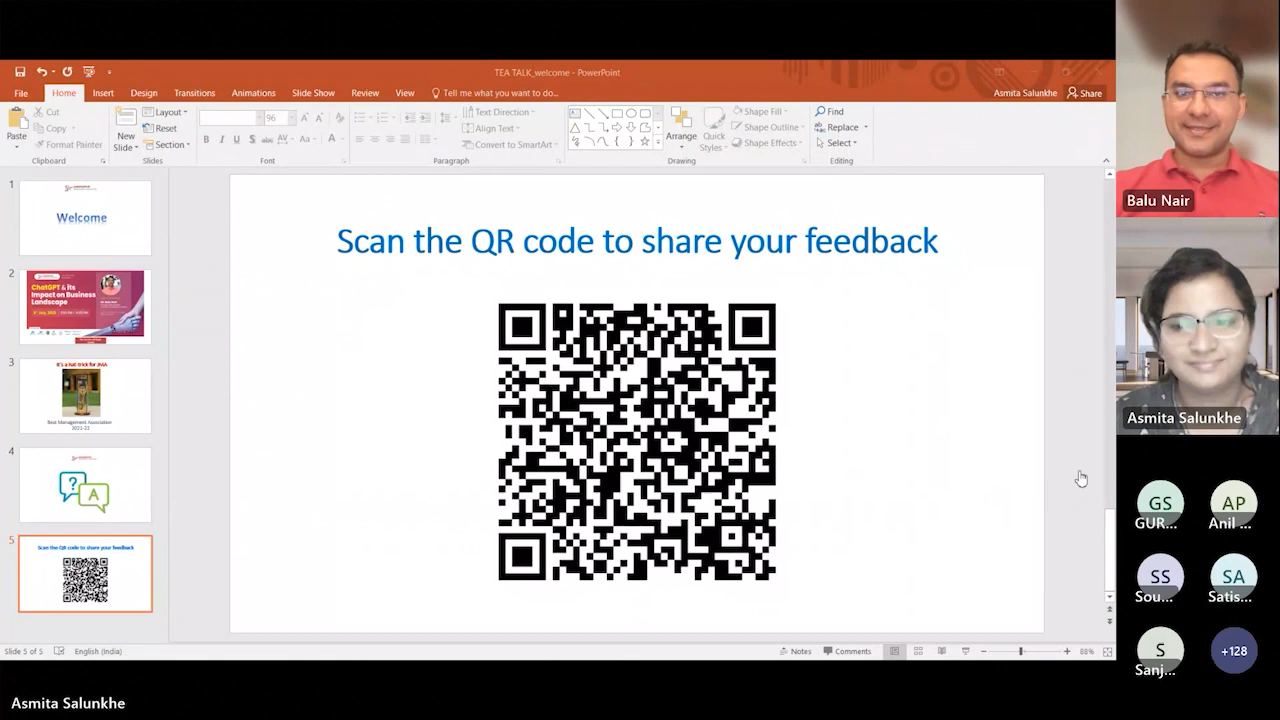 TEA TALK_welcome - PowerPoint
File Home Insert Design Transitions Animations Slide Show Review View Tell me what you want to do... Asmita Salunkhe Share
Paste
Cut
Copy
Format Painter
Clipboard
New Slide
Layout
Reset
Section
Slides
96
B I U S abc AV Aa A
Font
Text Direction
Align Text
Convert to SmartArt
Paragraph
Arrange
Quick Styles
Shape Fill
Shape Outline
Shape Effects
Drawing
Find
Replace
Select
Editing
1
Welcome
2
ChatGPT & its
Impact on Business
Landscape
3
It's a hat-trick for JMA
Best Management Association
2021-22
4
?
A
5
Scan the QR code to share your feedback
Scan the QR code to share your feedback
Slide 5 of 5 English (India) Notes Comments 88%
Asmita Salunkhe
Balu Nair
Asmita Salunkhe
GS AP
GUR... Anil ...
SS SA
Sou... Satis...
S +128
Sanj...